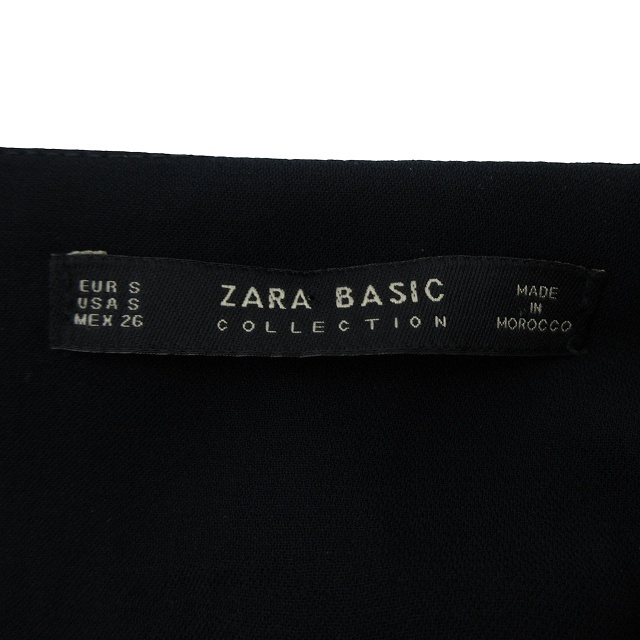 EUR S
USA S
MEX 26
ZARA BASIC
COLLECTION
MADE
IN
MOROCCO